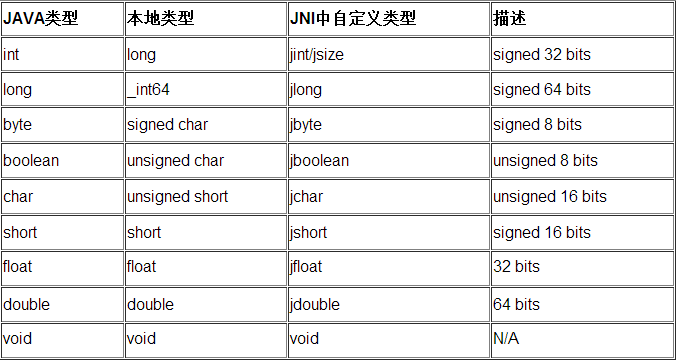 JAVA类型 本地类型 JNI中自定义类型 描述
int long jint/jsize signed 32 bits
long _int64 jlong signed 64 bits
byte signed char jbyte signed 8 bits
boolean unsigned char jboolean unsigned 8 bits
char unsigned short jchar unsigned 16 bits
short short jshort signed 16 bits
float float jfloat 32 bits
double double jdouble 64 bits
void void void N/A